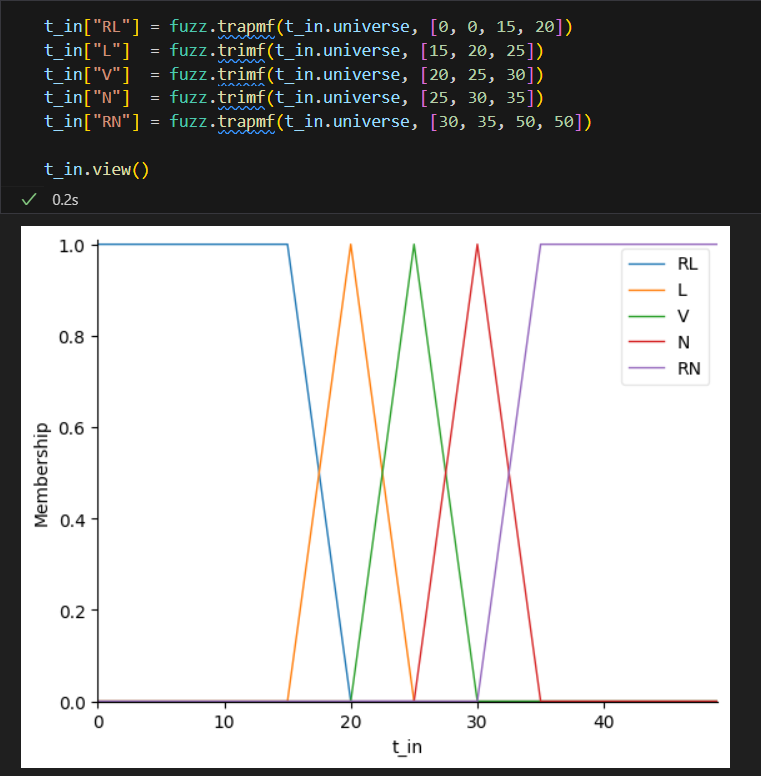 t_in["RL"] = fuzz.trapmf(t_in.universe, [0, 0, 15, 20])
t_in["L"]  = fuzz.trimf(t_in.universe, [15, 20, 25])
t_in["V"]  = fuzz.trimf(t_in.universe, [20, 25, 30])
t_in["N"]  = fuzz.trimf(t_in.universe, [25, 30, 35])
t_in["RN"] = fuzz.trapmf(t_in.universe, [30, 35, 50, 50])
t_in.view()
0.2s
1.0
0.8
0.6
0.4
0.2
0.0
Membership
0 10 20 30 40
t_in
RL
L
V
N
RN